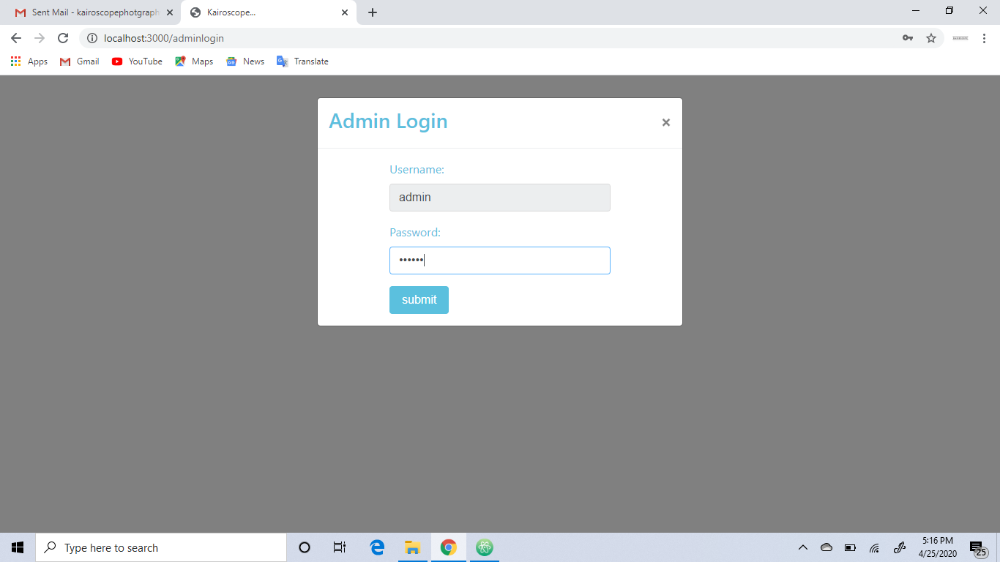 Sent Mail - kairoscopephotgraph
Kairoscope...
localhost:3000/adminlogin
Apps Gmail YouTube Maps News Translate
Admin Login
Username:
admin
Password:
••••••
submit
Type here to search
5:16 PM
4/25/2020
25